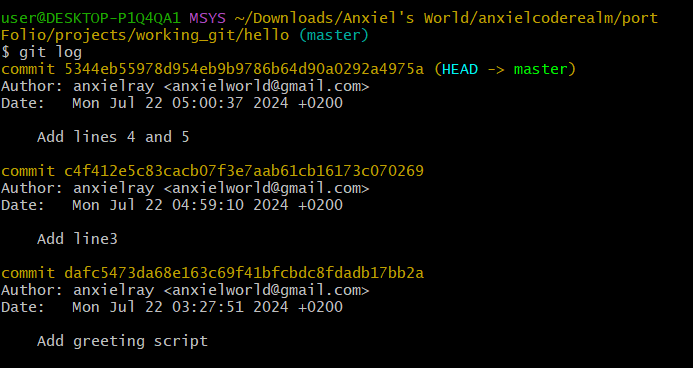 user@DESKTOP-P1Q4QA1 MSYS ~/Downloads/Anxiel's World/anxielcoderealm/port
Folio/projects/working_git/hello (master)
$ git log
commit 5344eb55978d954eb9b9786b64d90a0292a4975a (HEAD -> master)
Author: anxielray <anxielworld@gmail.com>
Date:   Mon Jul 22 05:00:37 2024 +0200
    Add lines 4 and 5
commit c4f412e5c83cacb07f3e7aab61cb16173c070269
Author: anxielray <anxielworld@gmail.com>
Date:   Mon Jul 22 04:59:10 2024 +0200
    Add line3
commit dafc5473da68e163c69f41bfcbdc8fdadb17bb2a
Author: anxielray <anxielworld@gmail.com>
Date:   Mon Jul 22 03:27:51 2024 +0200
    Add greeting script